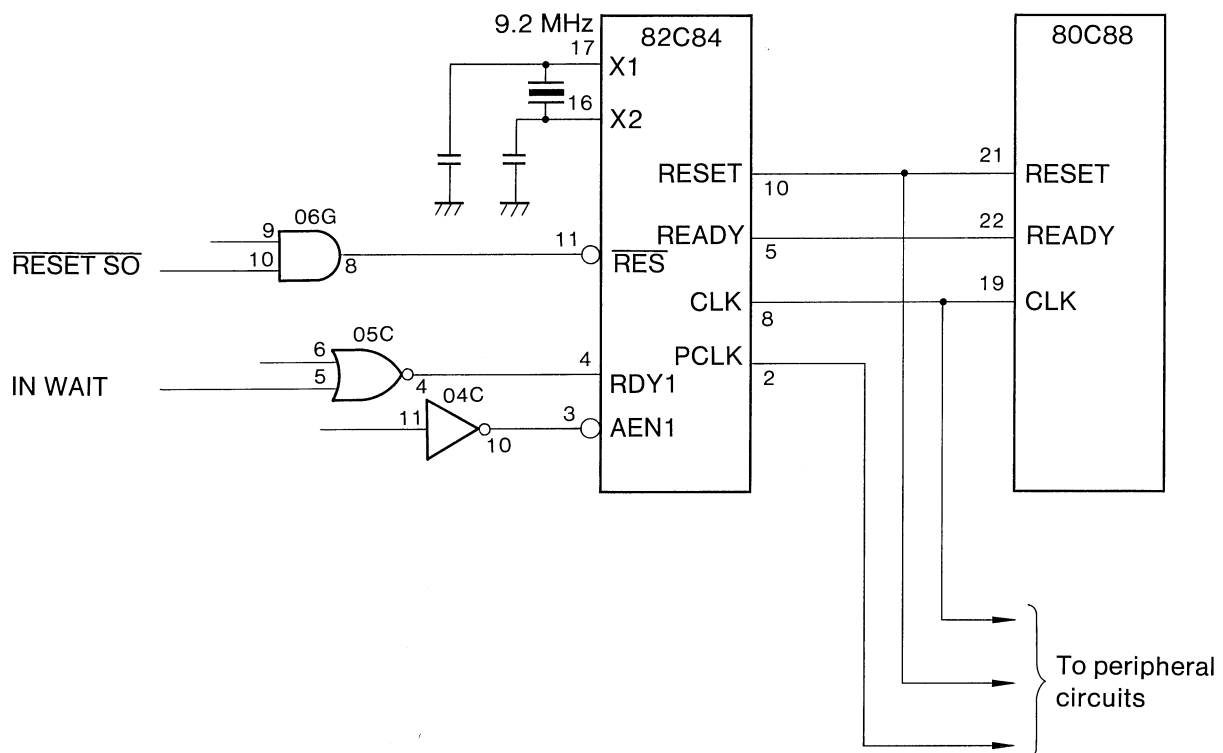 9.2 MHz
82C84
80C88
17
X1
16
X2
RESET
10
21
RESET
06G
9
10
8
RESET SO
11
RES
READY
5
22
READY
CLK
8
19
CLK
05C
6
5
4
IN WAIT
4
RDY1
PCLK
2
04C
11
10
3
AEN1
To peripheral
circuits